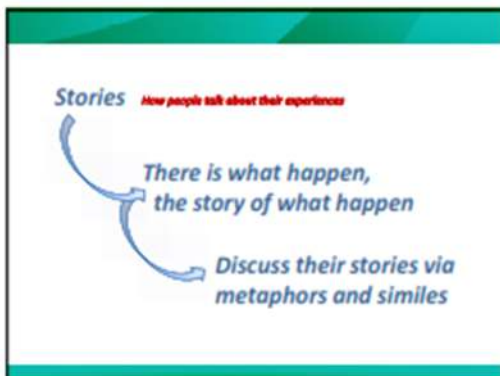 Stories How people talk about their experiences
There is what happen,
the story of what happen
Discuss their stories via
metaphors and similes